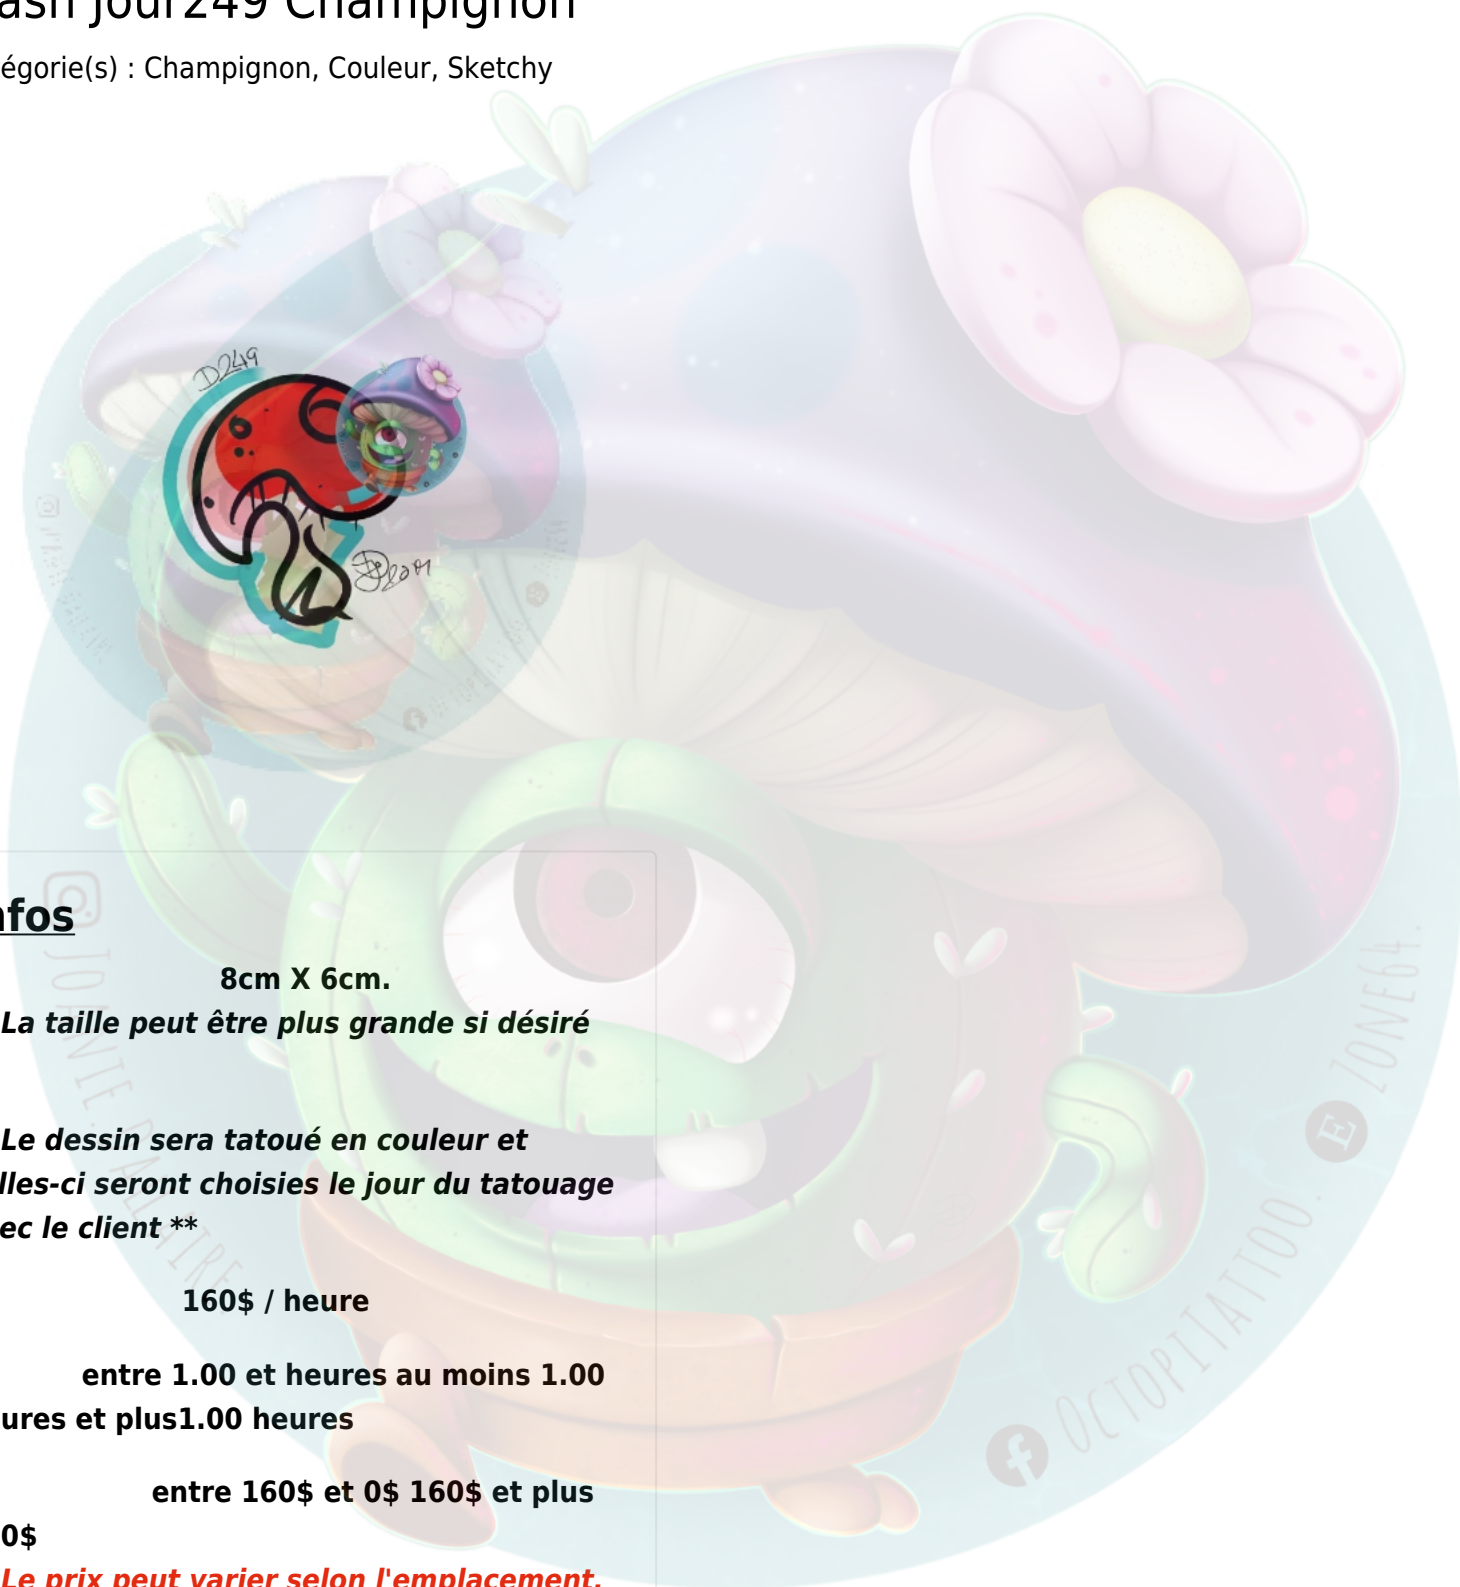 ash Jour249 Champignon
égorie(s) : Champignon, Couleur, Sketchy
D249
nfos
8cm X 6cm.
La taille peut être plus grande si désiré
Le dessin sera tatoué en couleur et
lles-ci seront choisies le jour du tatouage
ec le client **
160$ / heure
entre 1.00 et heures au moins 1.00
ures et plus1.00 heures
entre 160$ et 0$ 160$ et plus
0$
Le prix peut varier selon l'emplacement.
OCTOPITATTOO . ZONE64.